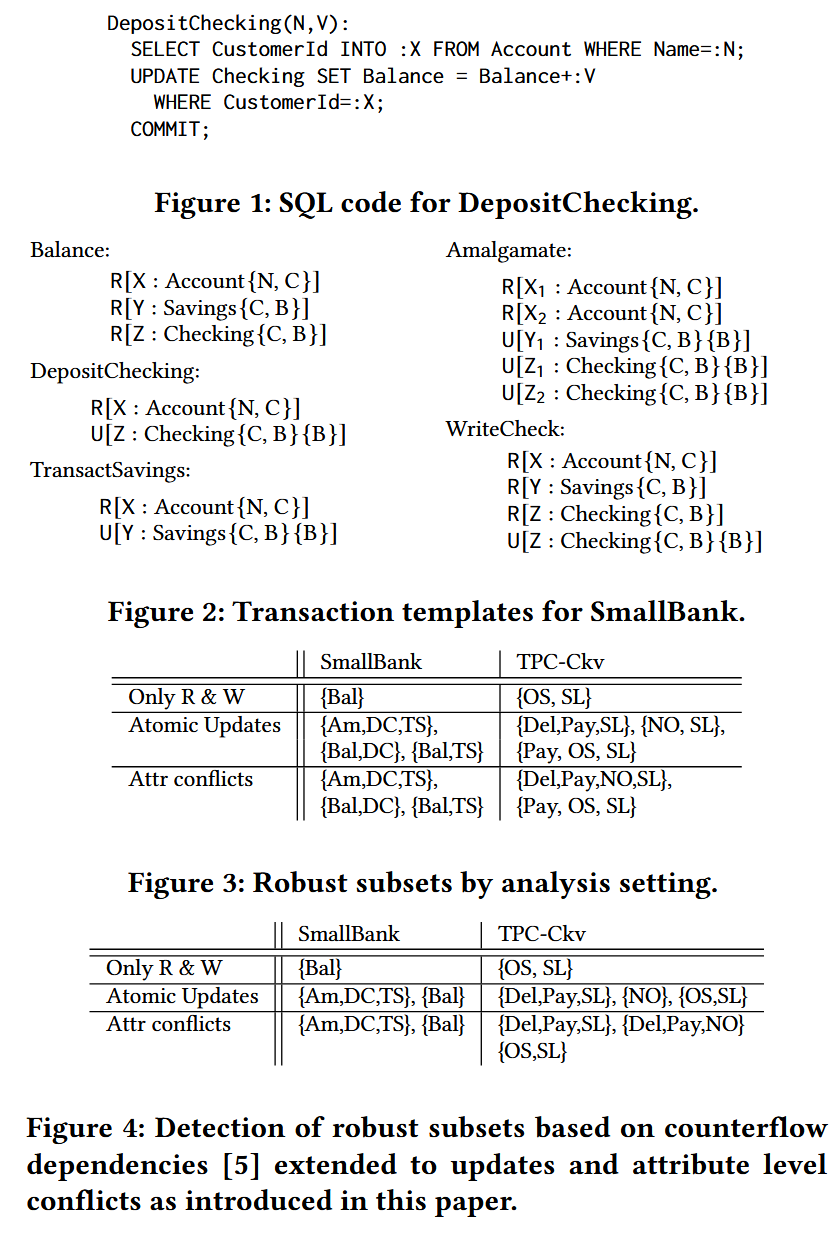 DepositChecking(N,V):
SELECT CustomerId INTO :X FROM Account WHERE Name=:N;
UPDATE Checking SET Balance = Balance+:V
WHERE CustomerId=:X;
COMMIT;
Figure 1: SQL code for DepositChecking.
Balance:
R[X : Account{N, C}]
R[Y : Savings{C, B}]
R[Z : Checking{C, B}]
DepositChecking:
R[X : Account{N, C}]
U[Z : Checking{C, B}{B}]
TransactSavings:
R[X : Account{N, C}]
U[Y : Savings{C, B}{B}]
Amalgamate:
R[X₁ : Account{N, C}]
R[X₂ : Account{N, C}]
U[Y₁ : Savings{C, B}{B}]
U[Z₁ : Checking{C, B}{B}]
U[Z₂ : Checking{C, B}{B}]
WriteCheck:
R[X : Account{N, C}]
R[Y : Savings{C, B}]
R[Z : Checking{C, B}]
U[Z : Checking{C, B}{B}]
Figure 2: Transaction templates for SmallBank.
SmallBank TPC-Ckv
Only R & W {Bal} {OS, SL}
Atomic Updates {Am,DC,TS}, {Del,Pay,SL}, {NO, SL},
{Bal,DC}, {Bal,TS} {Pay, OS, SL}
Attr conflicts {Am,DC,TS}, {Del,Pay,NO,SL},
{Bal,DC}, {Bal,TS} {Pay, OS, SL}
Figure 3: Robust subsets by analysis setting.
SmallBank TPC-Ckv
Only R & W {Bal} {OS, SL}
Atomic Updates {Am,DC,TS}, {Bal} {Del,Pay,SL}, {NO}, {OS,SL}
Attr conflicts {Am,DC,TS}, {Bal} {Del,Pay,SL}, {Del,Pay,NO}
{OS,SL}
Figure 4: Detection of robust subsets based on counterflow
dependencies [5] extended to updates and attribute level
conflicts as introduced in this paper.